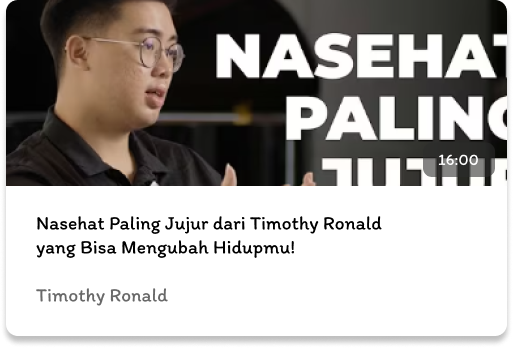 NASEHAT
PALING
JUJUR
16:00
Nasehat Paling Jujur dari Timothy Ronald
yang Bisa Mengubah Hidupmu!
Timothy Ronald